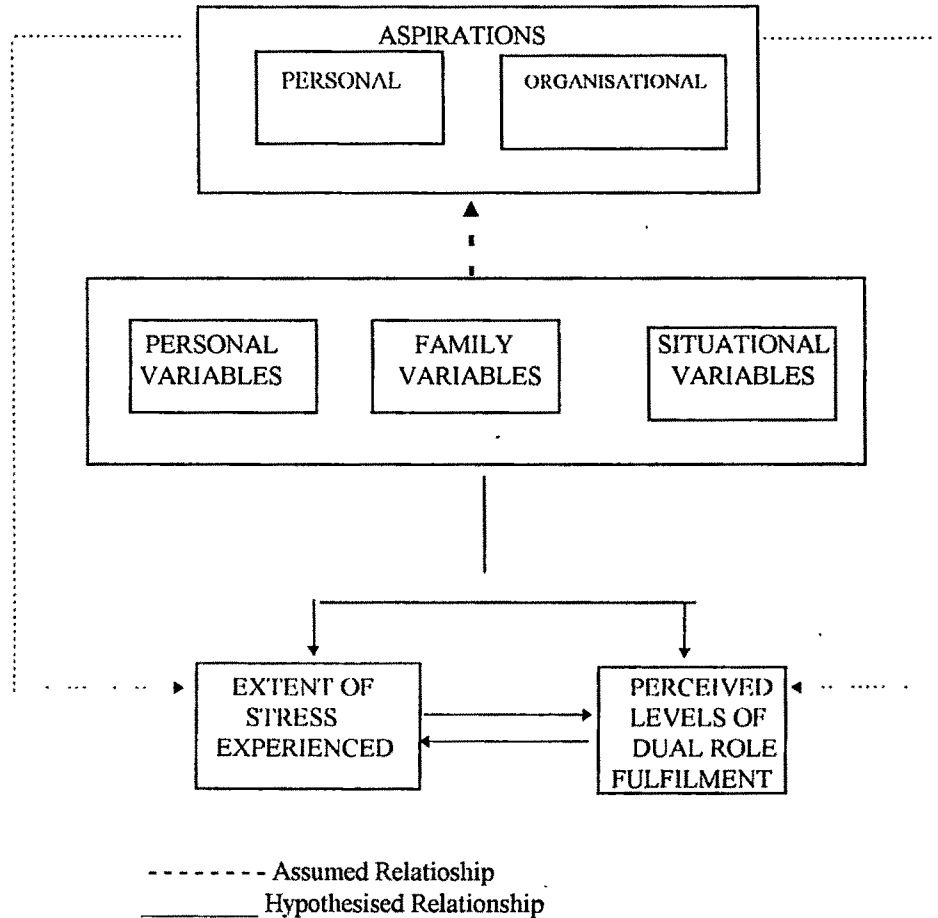 ASPIRATIONS
PERSONAL
ORGANISATIONAL
PERSONAL
VARIABLES
FAMILY
VARIABLES
SITUATIONAL
VARIABLES
EXTENT OF
STRESS
EXPERIENCED
PERCEIVED
LEVELS OF
DUAL ROLE
FULFILMENT
Assumed Relatioship
Hypothesised Relationship